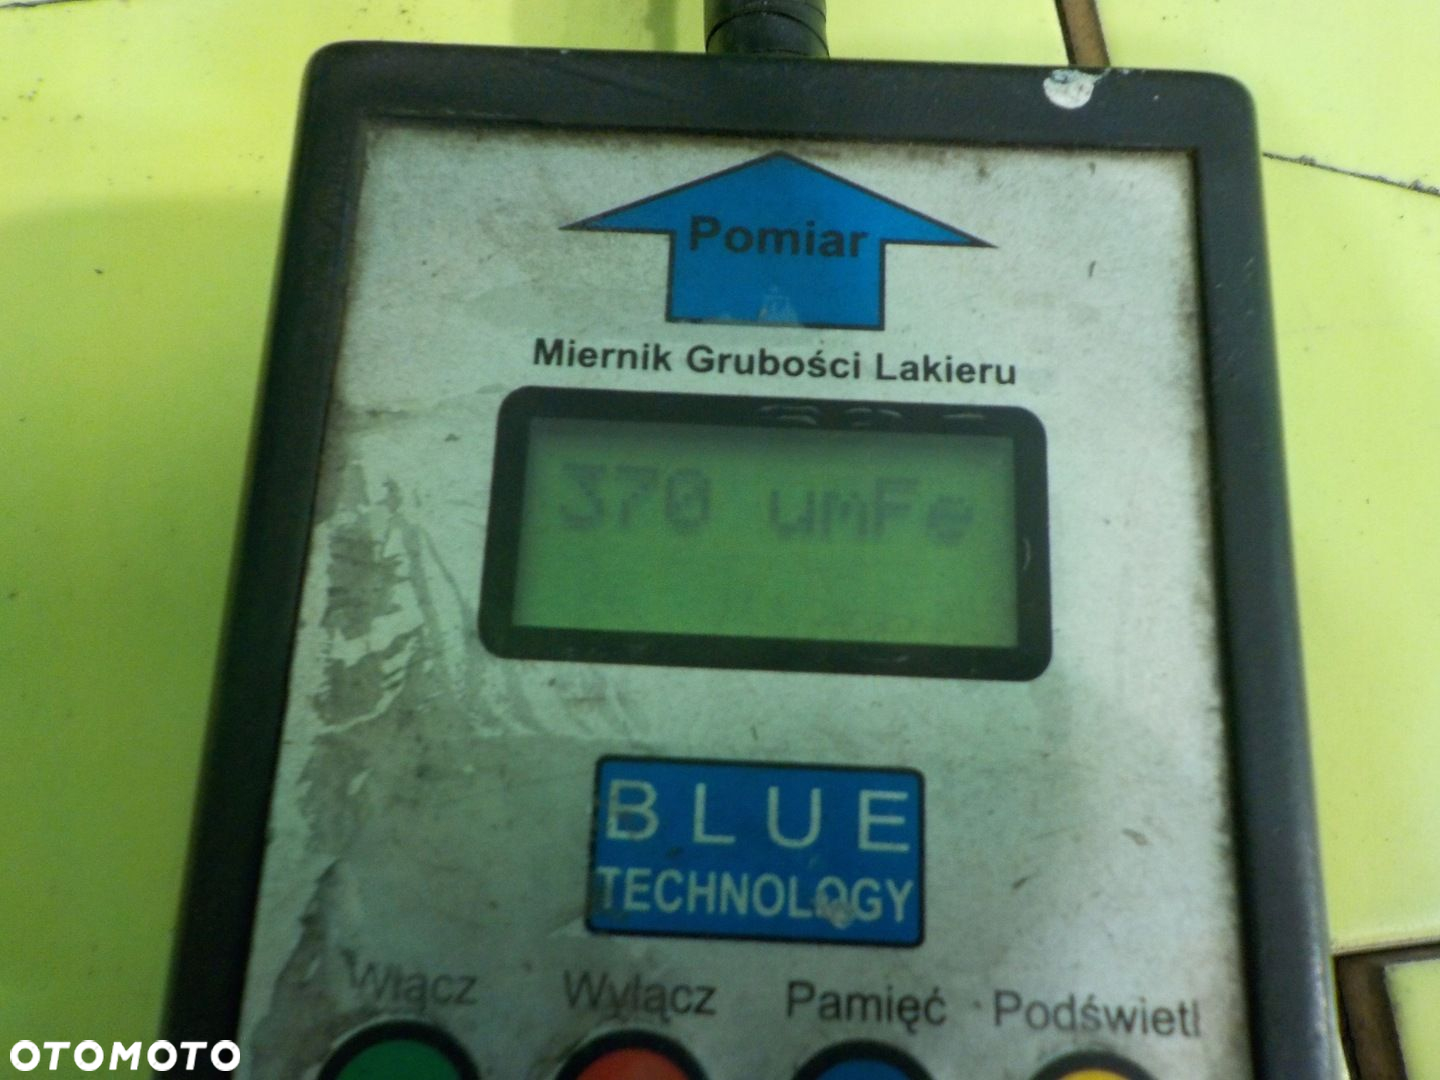 Pomiar
Miernik Grubości Lakieru
370 umFe
BLUE
TECHNOLOGY
Włącz Wyłącz Pamięć Podświetl
OTOMOTO